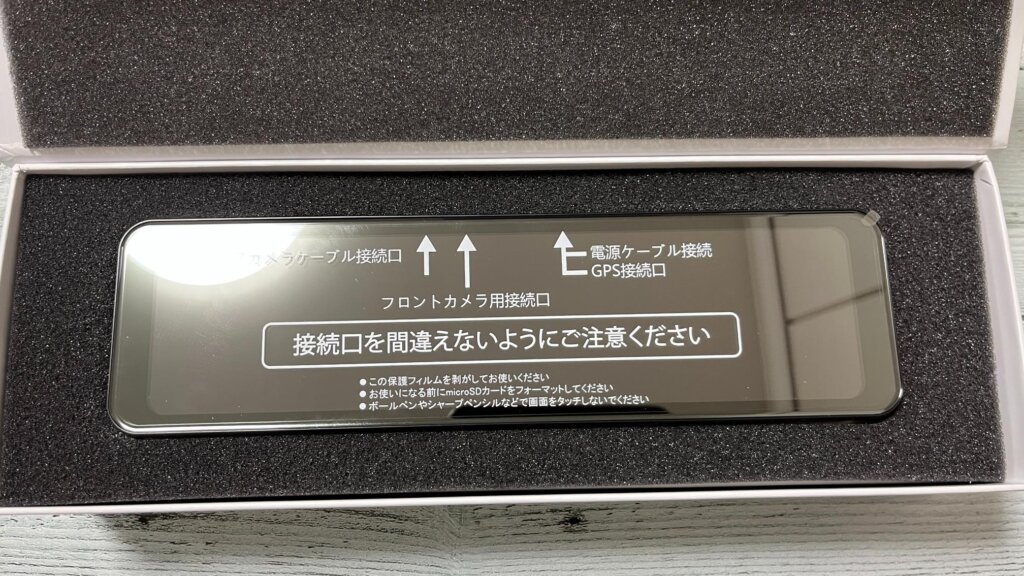 カメラケーブル接続口
電源ケーブル接続
GPS接続口
フロントカメラ用接続口
接続口を間違えないようにご注意ください
●この保護フィルムを剥がしてお使いください
●お使いになる前にmicroSDカードをフォーマットしてください
●ボールペンやシャープペンシルなどで画面をタッチしないでください